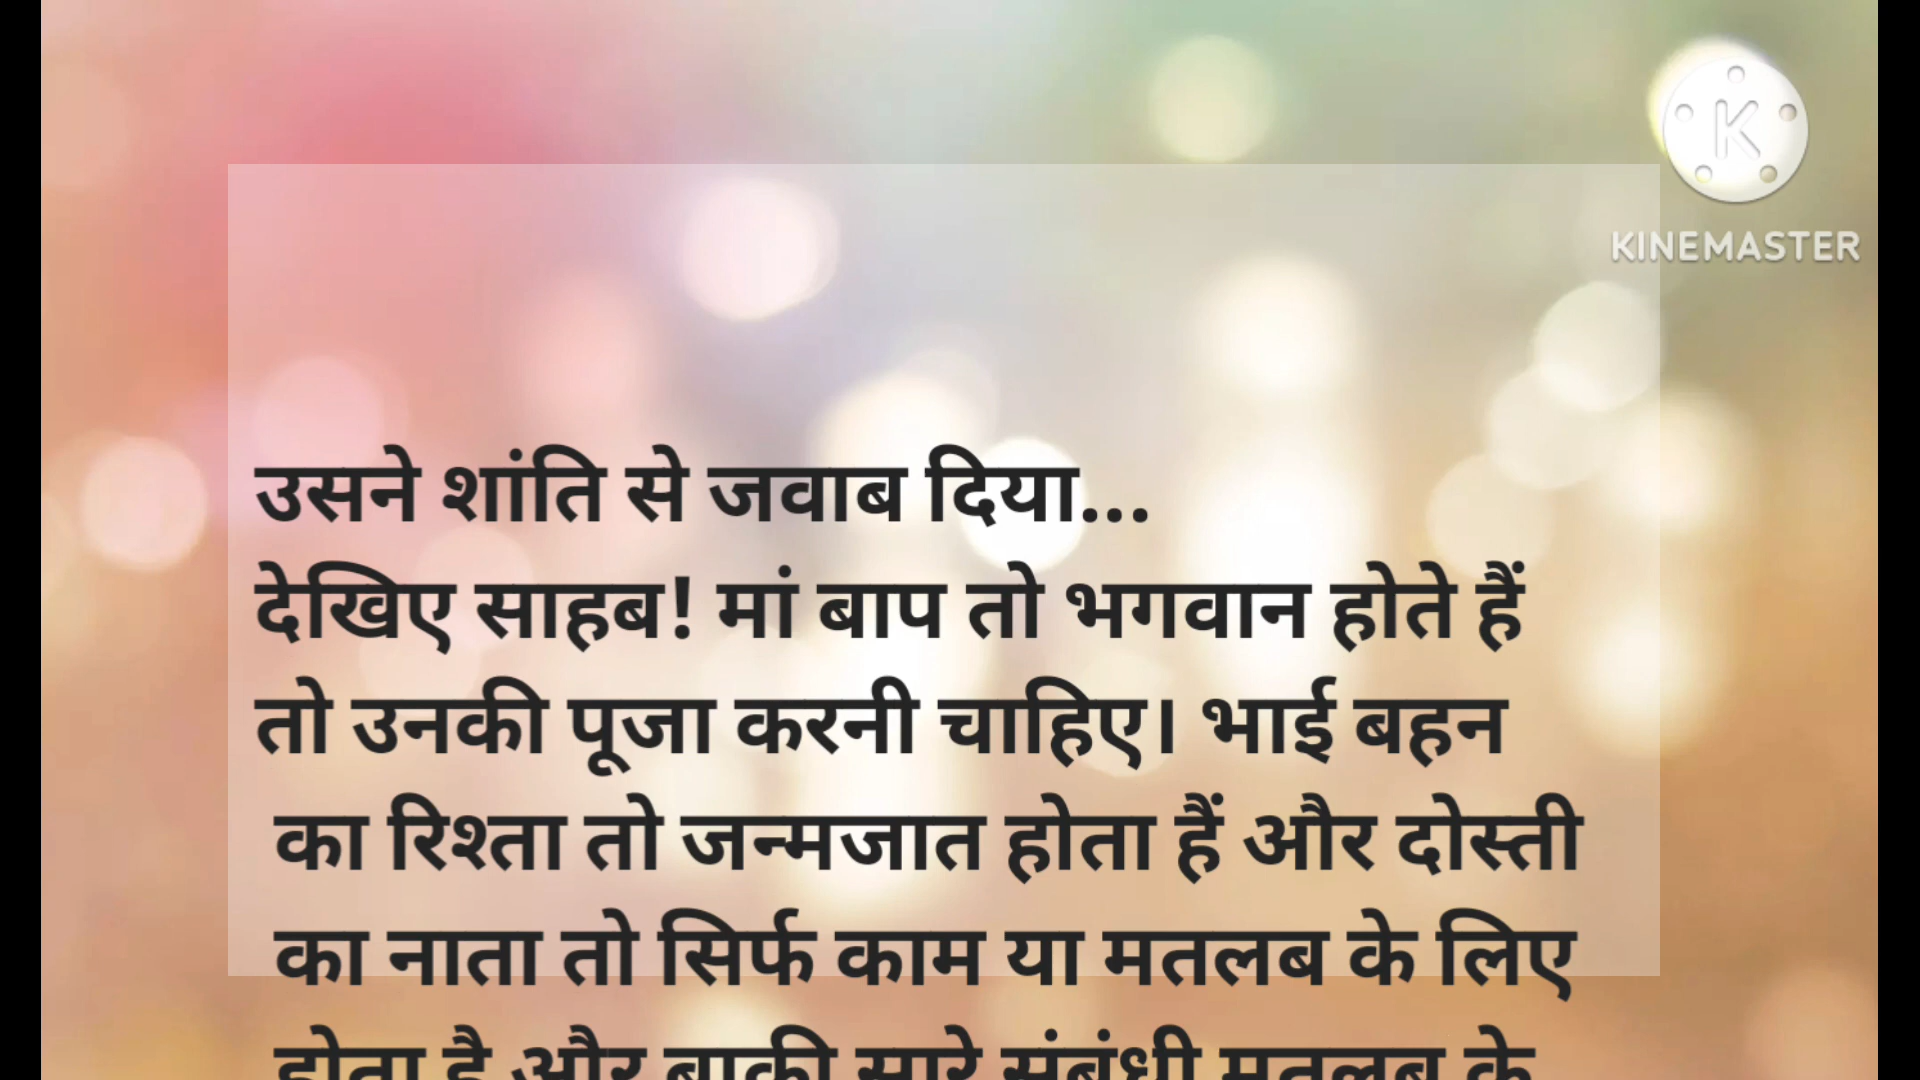 KINEMASTER
उसने शांति से जवाब दिया...
देखिए साहब! मां बाप तो भगवान होते हैं
तो उनकी पूजा करनी चाहिए। भाई बहन
का रिश्ता तो जन्मजात होता हैं और दोस्ती
का नाता तो सिर्फ काम या मतलब के लिए
होता है और बाकी सारे संबंधी मतलब के